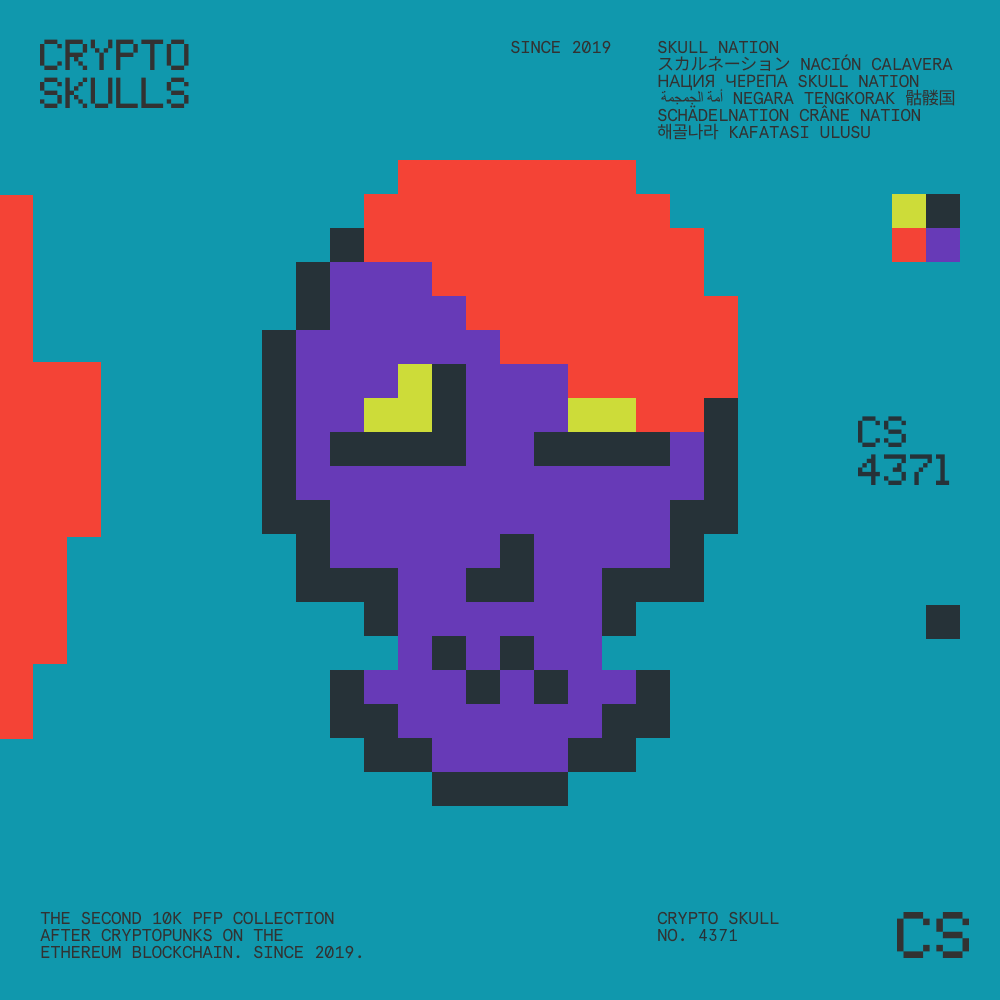 CRYPTO
SKULLS
SINCE 2019
SKULL NATION
スカルネーション NACIÓN CALAVERA
НАЦИЯ ЧЕРЕПА SKULL NATION
أمة الجمجمة NEGARA TENGKORAK 骷髅国
SCHÄDELNATION CRÂNE NATION
해골나라 KAFATASI ULUSU
CS
4371
THE SECOND 10K PFP COLLECTION
AFTER CRYPTOPUNKS ON THE
ETHEREUM BLOCKCHAIN. SINCE 2019.
CRYPTO SKULL
NO. 4371
CS